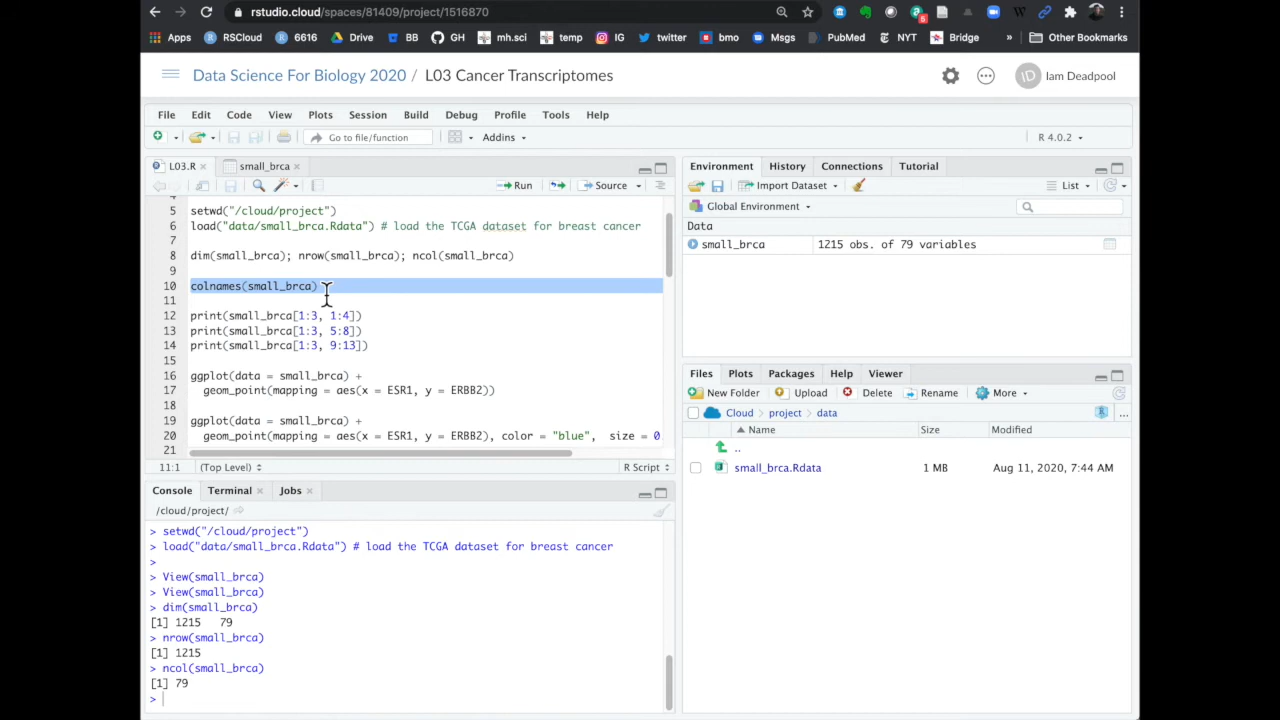 rstudio.cloud/spaces/81409/project/1516870
Apps RSCloud 6616 Drive BB GH mh.sci temp IG twitter bmo Msgs PubMed NYT Bridge » Other Bookmarks
Data Science For Biology 2020 / L03 Cancer Transcriptomes
ID Iam Deadpool
File Edit Code View Plots Session Build Debug Profile Tools Help
Go to file/function Addins R 4.0.2
L03.R small_brca
Run Source
4
5 setwd("/cloud/project")
6 load("data/small_brca.Rdata") # load the TCGA dataset for breast cancer
7
8 dim(small_brca); nrow(small_brca); ncol(small_brca)
9
10 colnames(small_brca)
11
12 print(small_brca[1:3, 1:4])
13 print(small_brca[1:3, 5:8])
14 print(small_brca[1:3, 9:13])
15
16 ggplot(data = small_brca) +
17 geom_point(mapping = aes(x = ESR1, y = ERBB2))
18
19 ggplot(data = small_brca) +
20 geom_point(mapping = aes(x = ESR1, y = ERBB2), color = "blue", size = 0
21
11:1 (Top Level) R Script
Console Terminal Jobs
/cloud/project/
> setwd("/cloud/project")
> load("data/small_brca.Rdata") # load the TCGA dataset for breast cancer
>
> View(small_brca)
> View(small_brca)
> dim(small_brca)
[1] 1215 79
> nrow(small_brca)
[1] 1215
> ncol(small_brca)
[1] 79
>
Environment History Connections Tutorial
Import Dataset List
Global Environment
Data
small_brca 1215 obs. of 79 variables
Files Plots Packages Help Viewer
New Folder Upload Delete Rename More
Cloud > project > data ...
Name Size Modified
..
small_brca.Rdata 1 MB Aug 11, 2020, 7:44 AM